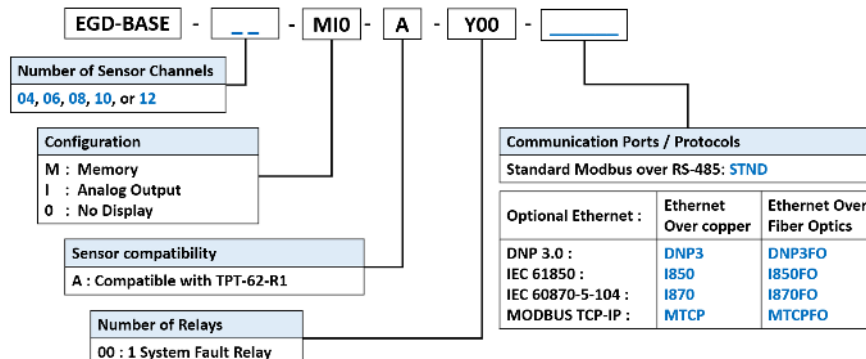 EGD-BASE - _ _ - MI0 - A - Y00 - ______
Number of Sensor Channels
04, 06, 08, 10, or 12
Configuration
M : Memory
I : Analog Output
0 : No Display
Sensor compatibility
A : Compatible with TPT-62-R1
Number of Relays
00 : 1 System Fault Relay
Communication Ports / Protocols
Standard Modbus over RS-485: STND
Optional Ethernet : Ethernet Over copper Ethernet Over Fiber Optics
DNP 3.0 : DNP3 DNP3FO
IEC 61850 : I850 I850FO
IEC 60870-5-104 : I870 I870FO
MODBUS TCP-IP : MTCP MTCPFO